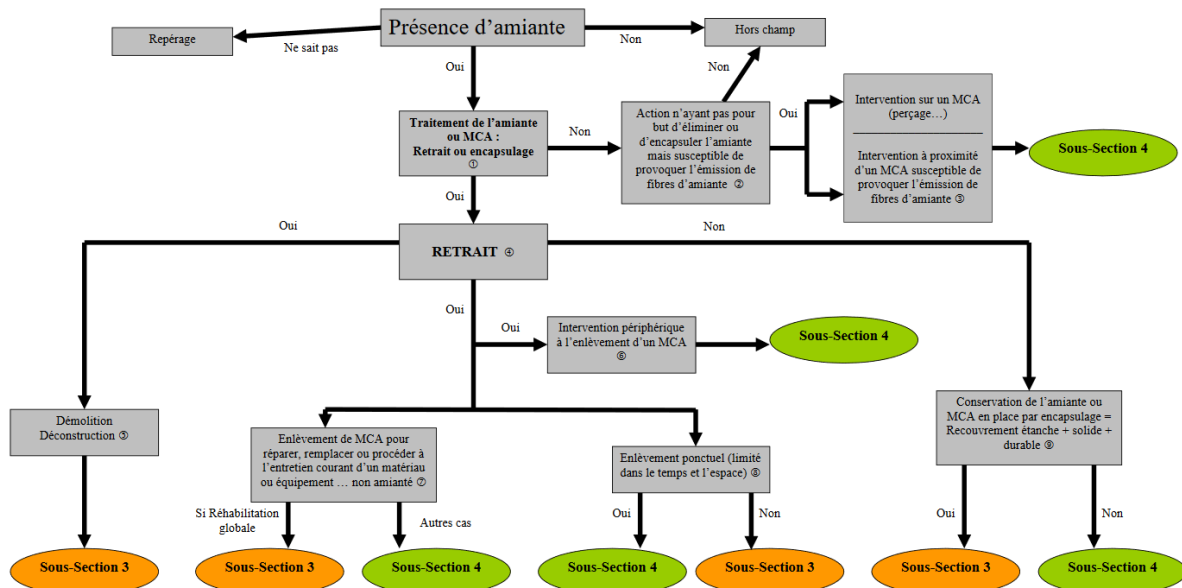 Présence d’amiante
Repérage
Ne sait pas
Non
Hors champ
Oui
Non
Traitement de l’amiante
ou MCA :
Retrait ou encapsulage
①
Non
Action n’ayant pas pour
but d’éliminer ou
d’encapsuler l’amiante
mais susceptible de
provoquer l’émission de
fibres d’amiante ②
Oui
Intervention sur un MCA
(perçage…)
Intervention à proximité
d’un MCA susceptible de
provoquer l’émission de
fibres d’amiante ③
Sous-Section 4
Oui
Oui
RETRAIT ④
Non
Oui
Oui
Intervention périphérique
à l’enlèvement d’un MCA
⑥
Sous-Section 4
Démolition
Déconstruction ⑤
Enlèvement de MCA pour
réparer, remplacer ou procéder à
l’entretien courant d’un matériau
ou équipement … non amianté ⑦
Enlèvement ponctuel (limité
dans le temps et l’espace) ⑧
Conservation de l’amiante ou
MCA en place par encapsulage =
Recouvrement étanche + solide +
durable ⑨
Si Réhabilitation
globale
Autres cas
Oui
Non
Oui
Non
Sous-Section 3
Sous-Section 3
Sous-Section 4
Sous-Section 4
Sous-Section 3
Sous-Section 3
Sous-Section 4